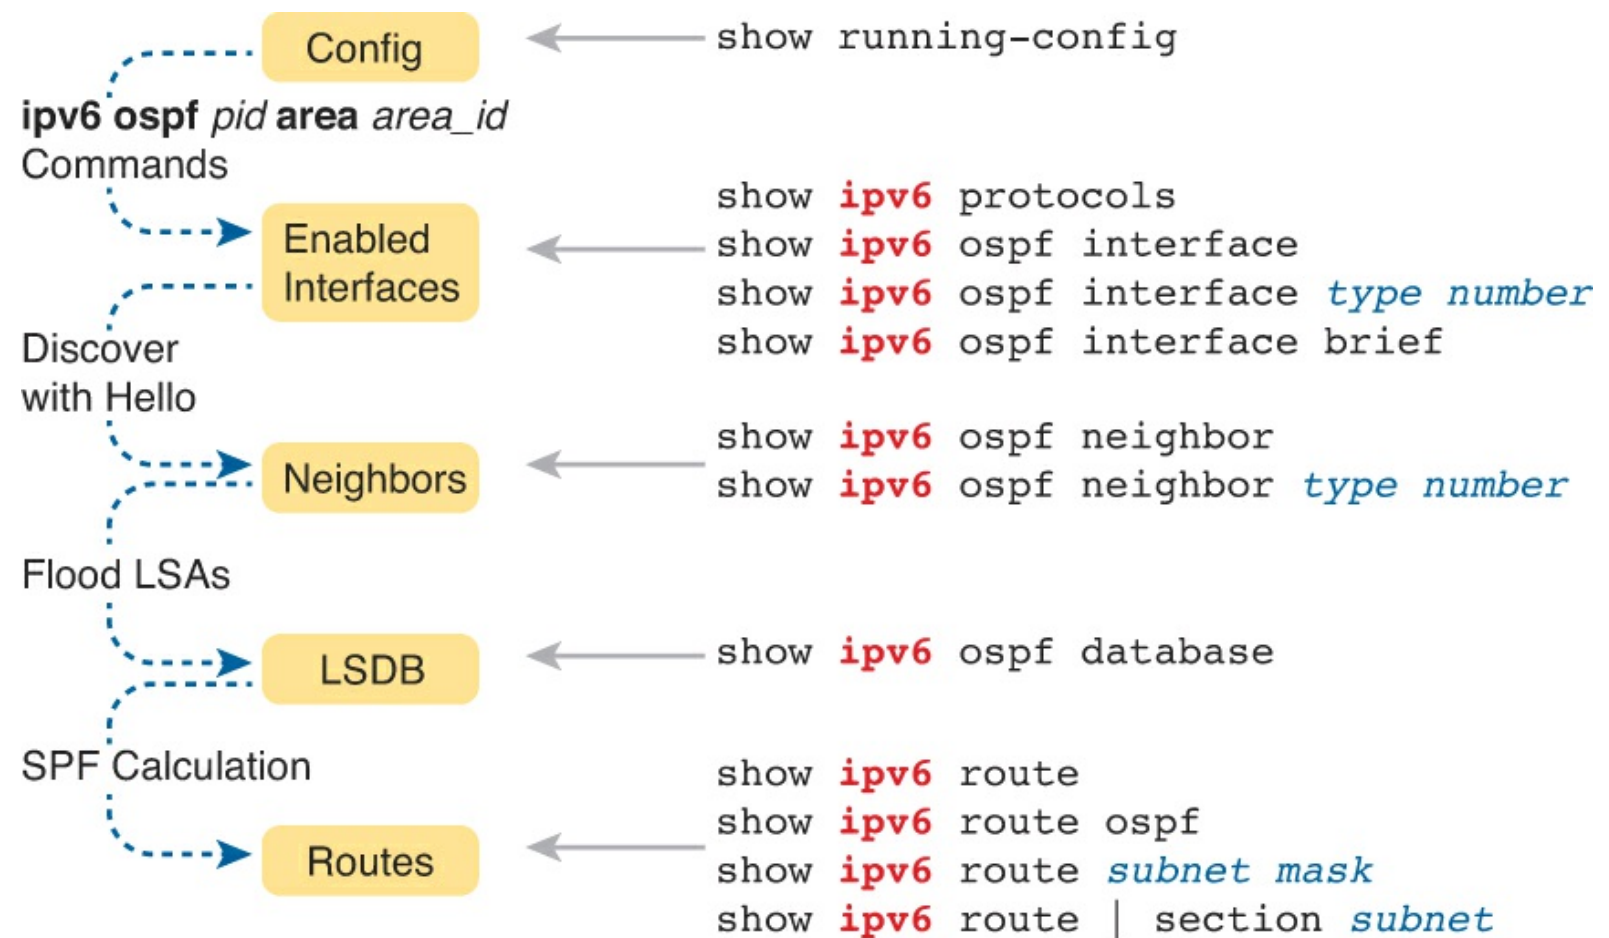 Config
show running-config
ipv6 ospf pid area area_id
Commands
Enabled
Interfaces
show ipv6 protocols
show ipv6 ospf interface
show ipv6 ospf interface type number
show ipv6 ospf interface brief
Discover
with Hello
Neighbors
show ipv6 ospf neighbor
show ipv6 ospf neighbor type number
Flood LSAs
LSDB
show ipv6 ospf database
SPF Calculation
Routes
show ipv6 route
show ipv6 route ospf
show ipv6 route subnet mask
show ipv6 route | section subnet